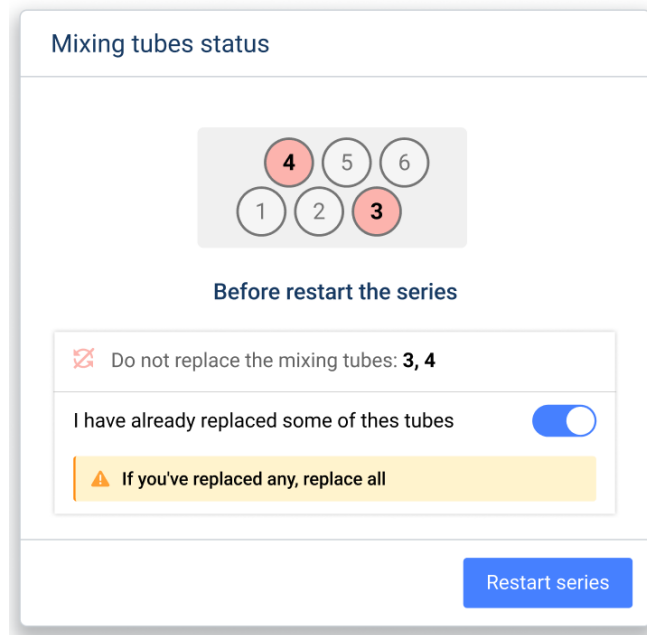 Mixing tubes status
4 5 6
1 2 3
Before restart the series
Do not replace the mixing tubes: 3, 4
I have already replaced some of thes tubes
If you've replaced any, replace all
Restart series